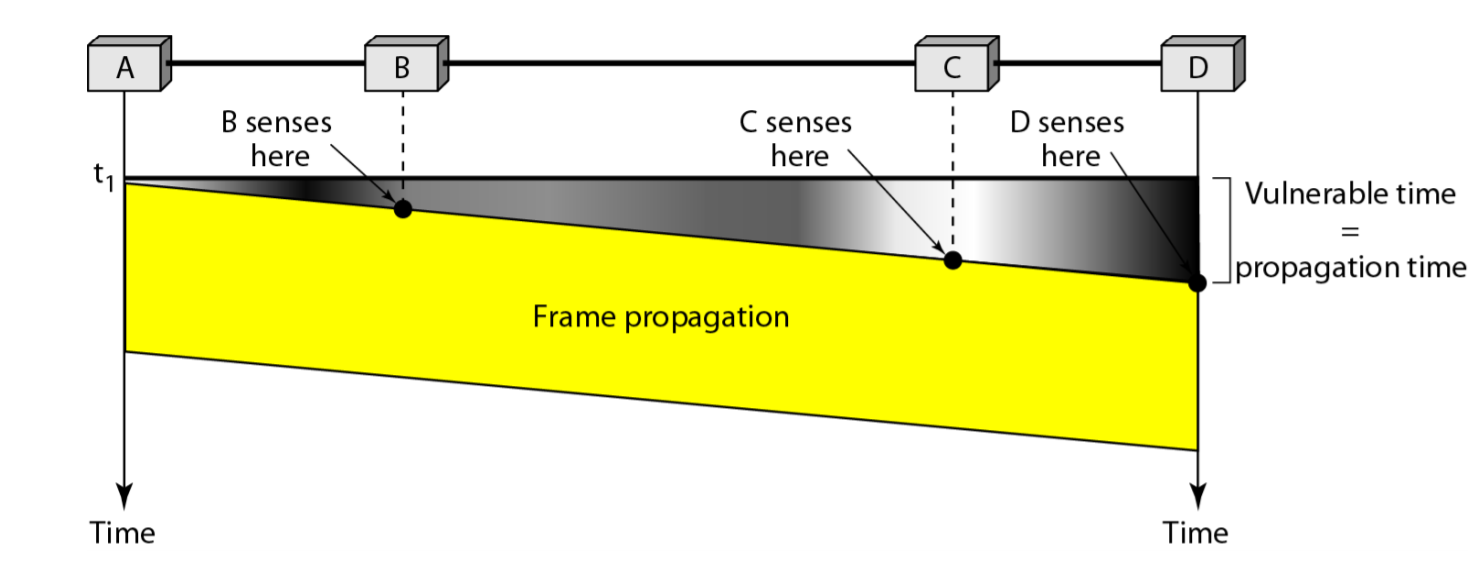 A
B
C
D
B senses
here
C senses
here
D senses
here
t₁
Vulnerable time
=
propagation time
Frame propagation
Time
Time